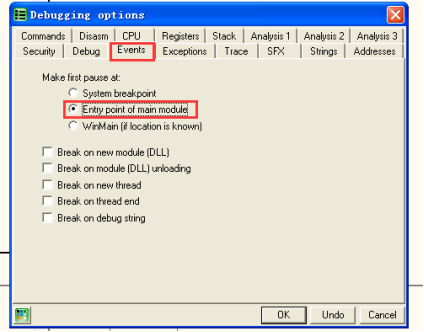 Debugging options
Commands Disasm CPU Registers Stack Analysis 1 Analysis 2 Analysis 3
Security Debug Events Exceptions Trace SFX Strings Addresses
Make first pause at:
System breakpoint
Entry point of main module
WinMain (if location is known)
Break on new module (DLL)
Break on module (DLL) unloading
Break on new thread
Break on thread end
Break on debug string
OK Undo Cancel